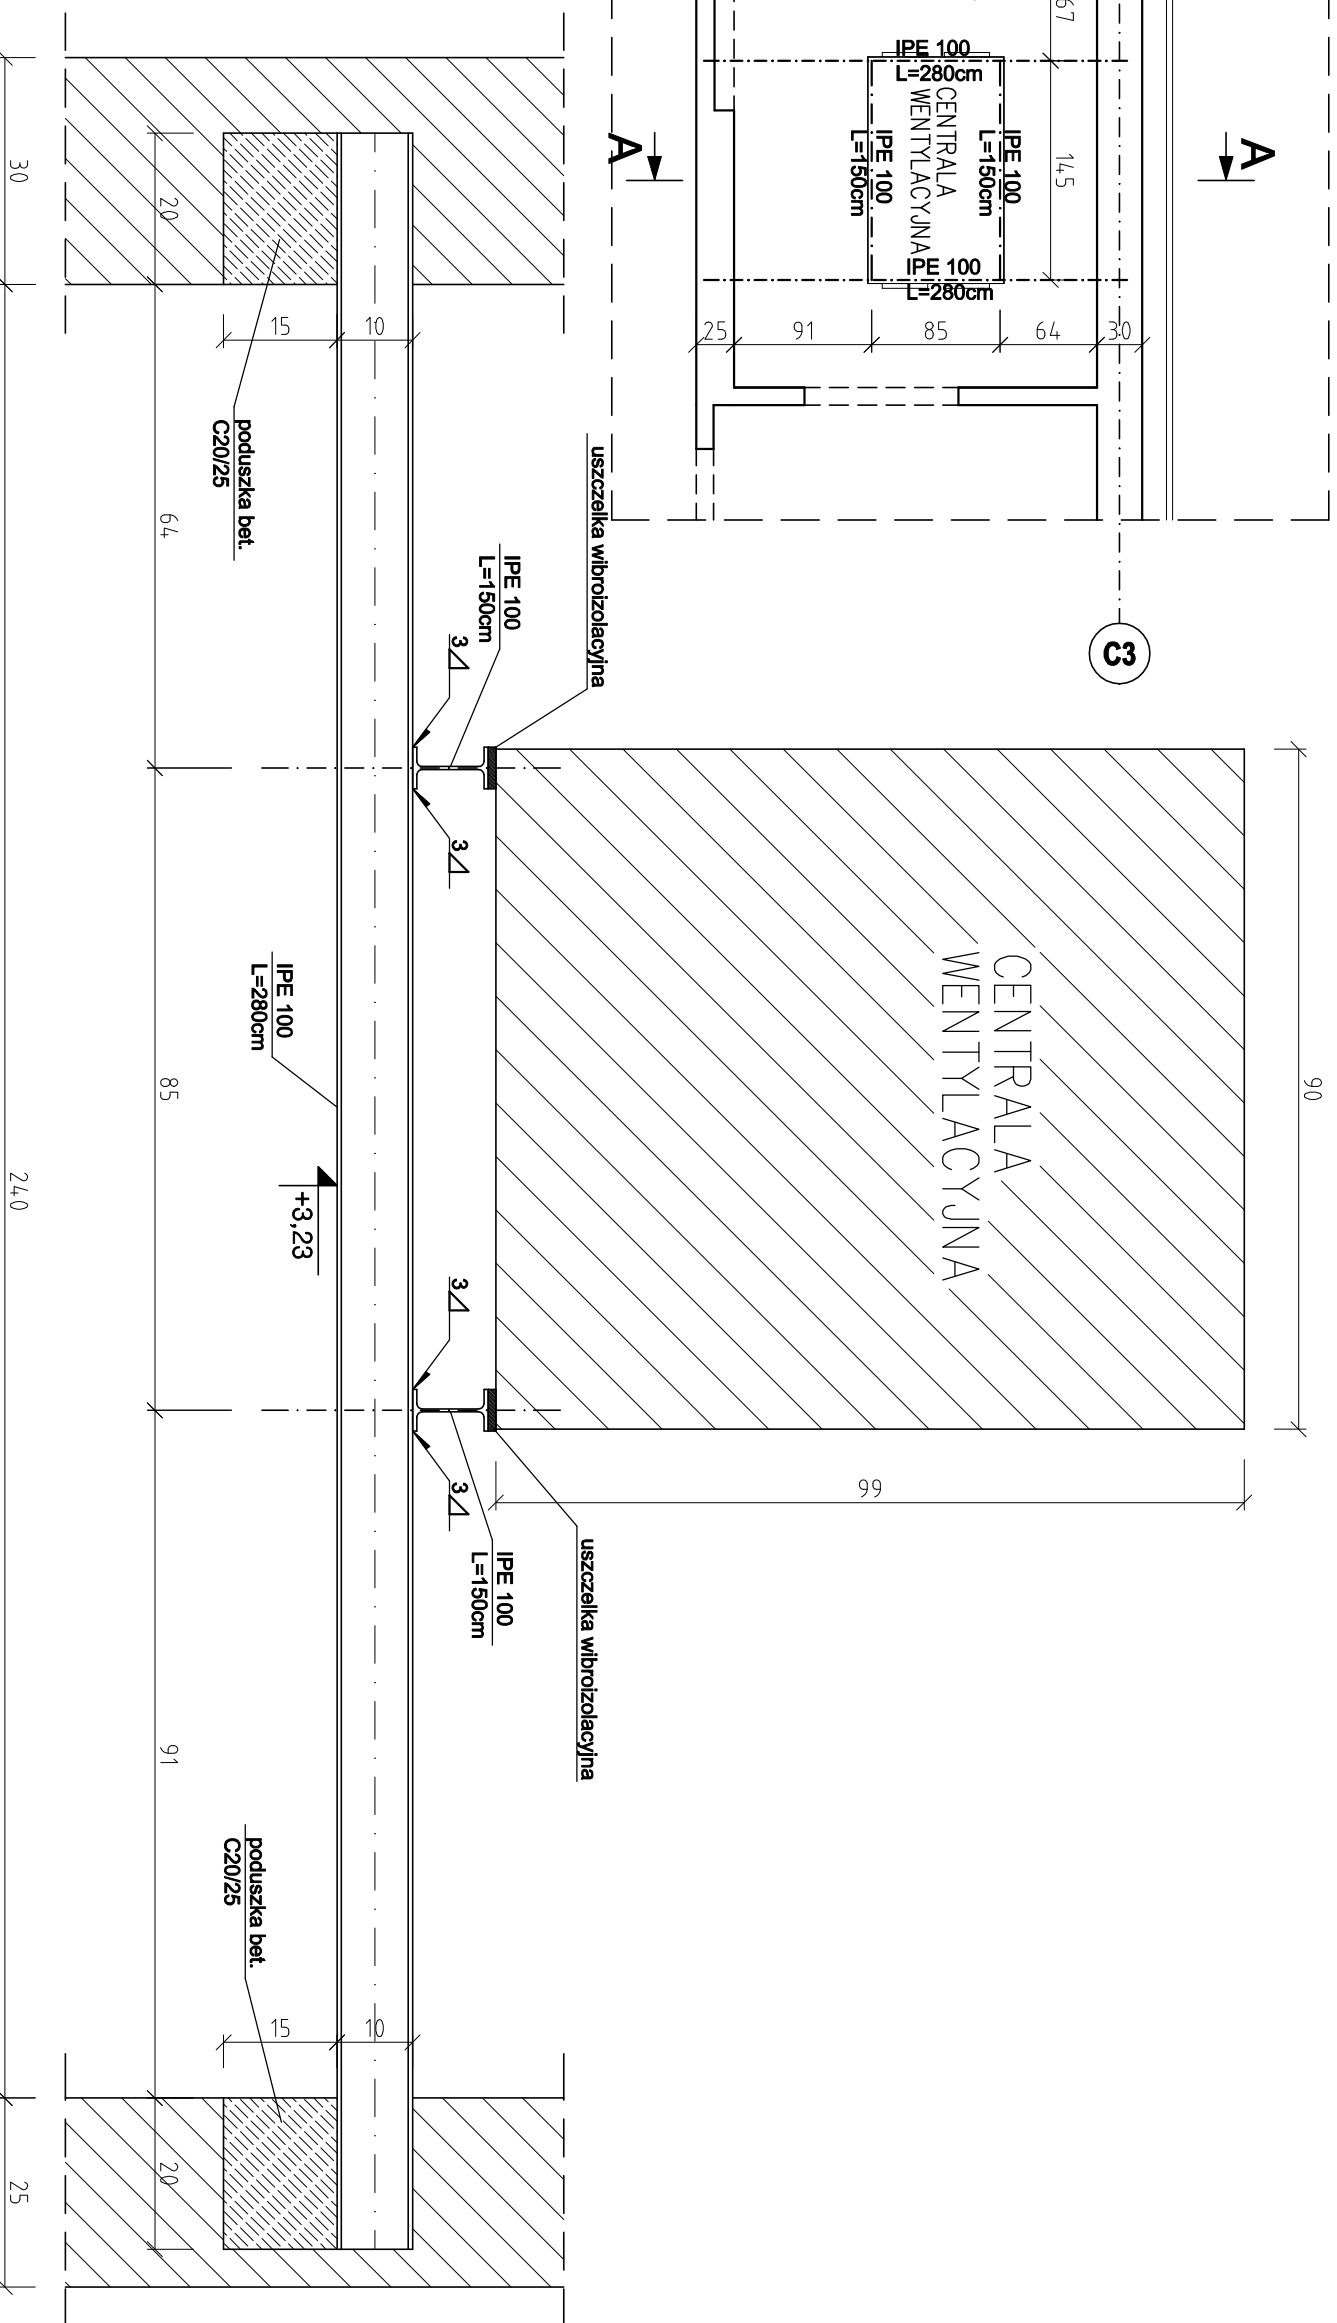 67
IPE 100
L=280cm
CENTRALA
WENTYLACYJNA
IPE 100
L=150cm
IPE 100
L=150cm
145
IPE 100
L=280cm
A
A
25
91
85
64
30
C3
90
CENTRALA
WENTYLACYJNA
99
uszczelka wibroizolacyjna
IPE 100
L=150cm
3
3
3
3
IPE 100
L=150cm
uszczelka wibroizolacyjna
15
10
15
10
poduszka bet.
C20/25
IPE 100
L=280cm
+3,23
poduszka bet.
C20/25
20
64
85
91
20
30
240
25